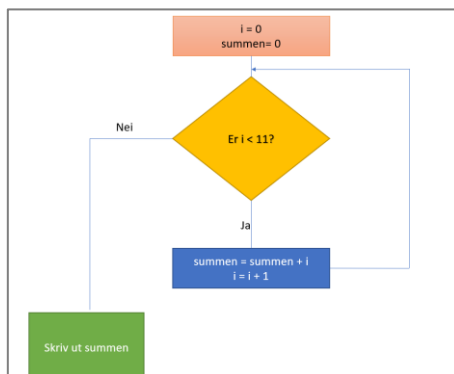 i = 0
summen= 0
Nei
Er i < 11?
Ja
summen = summen + i
i = i + 1
Skriv ut summen